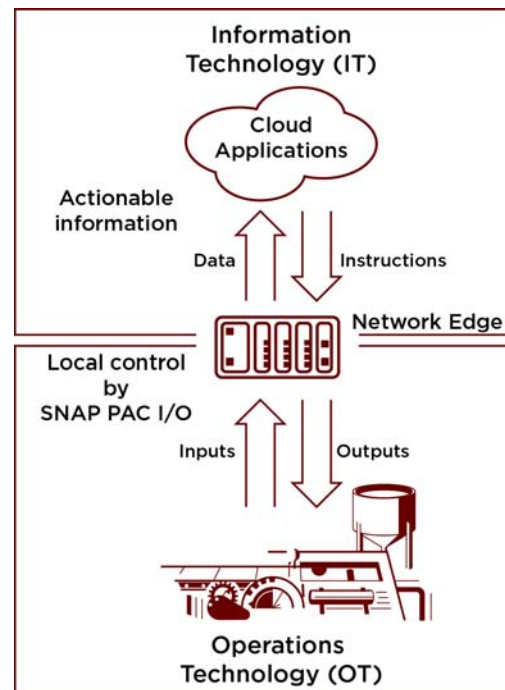 Information
Technology (IT)
Cloud
Applications
Actionable
information
Data
Instructions
Network Edge
Local control
by
SNAP PAC I/O
Inputs
Outputs
Operations
Technology (OT)